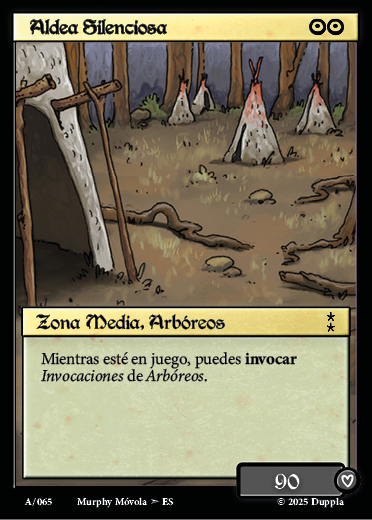 Aldea Silenciosa
Zona Media, Arbóreos
Mientras esté en juego, puedes invocar
Invocaciones de Arbóreos.
90
A/065 Murphy Móvola ➣ ES © 2025 Duppla